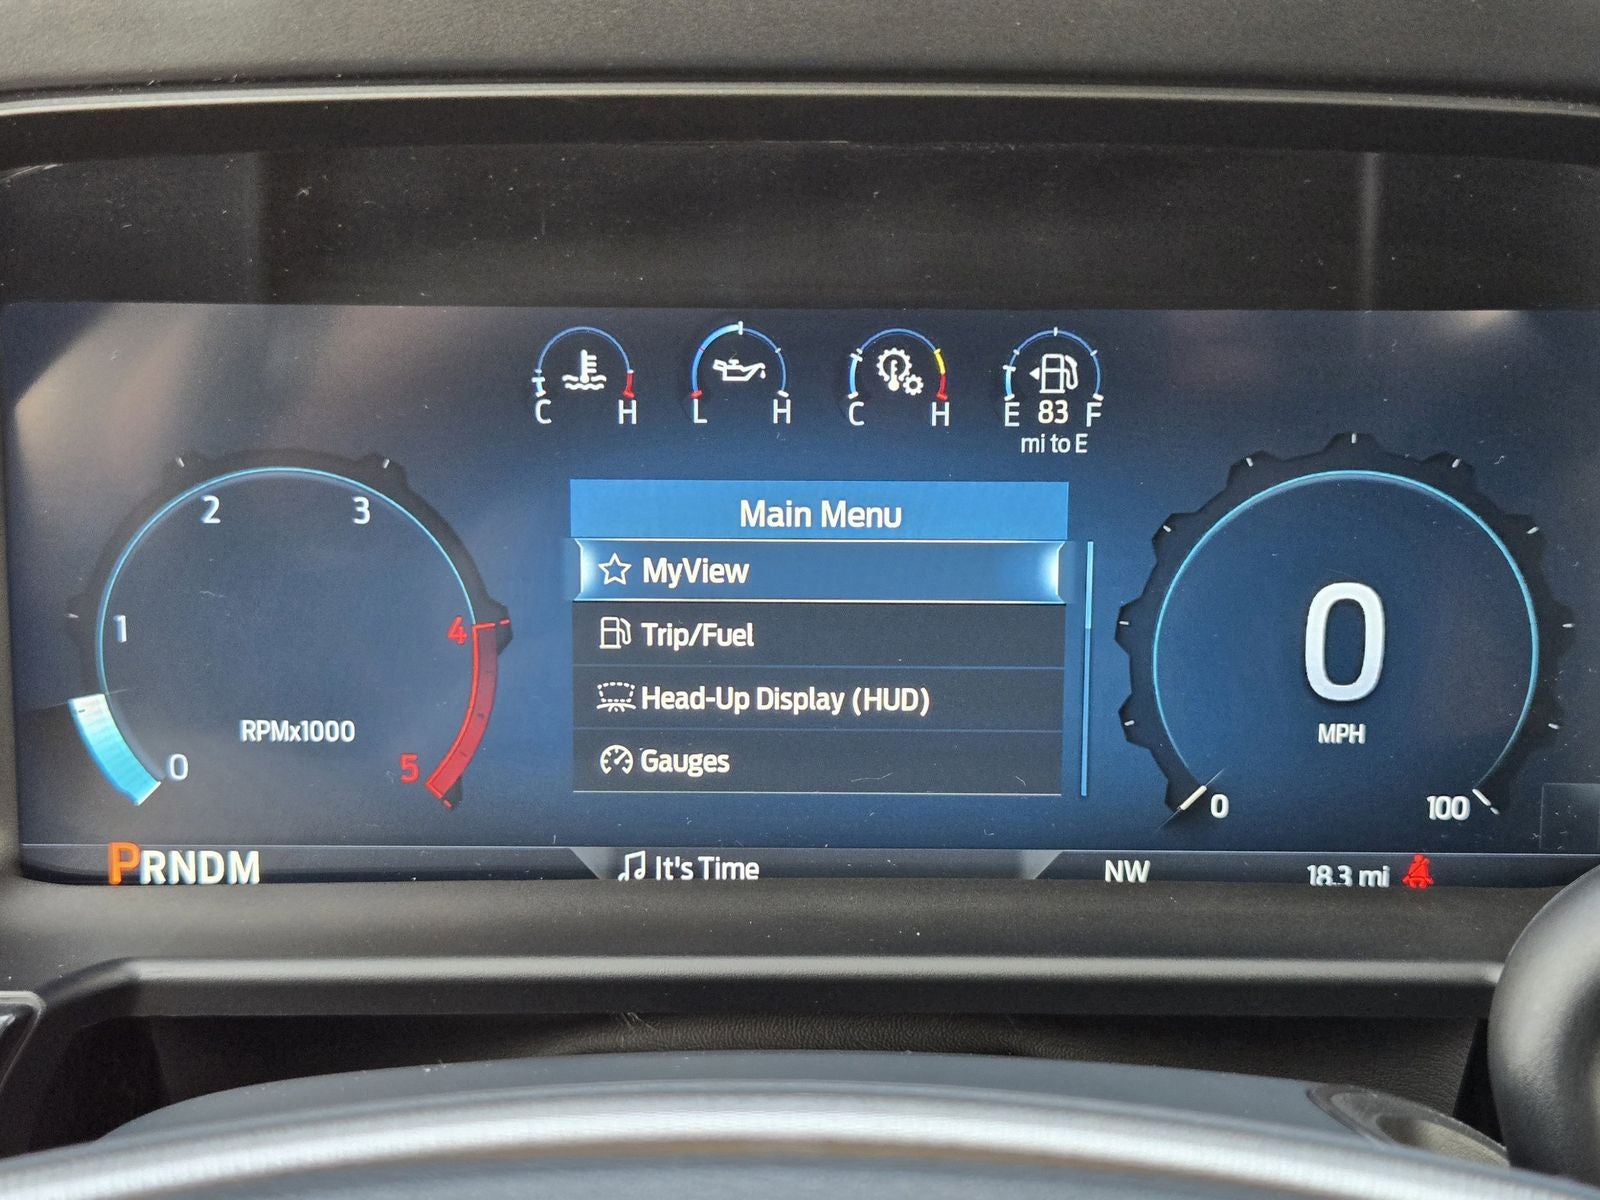 C H
L H
C H
E 83 F
mi to E
2 3
1 4
RPMx1000
0 5
Main Menu
MyView
Trip/Fuel
Head-Up Display (HUD)
Gauges
0
MPH
0 100
PRNDM
It's Time
NW
18.3 mi